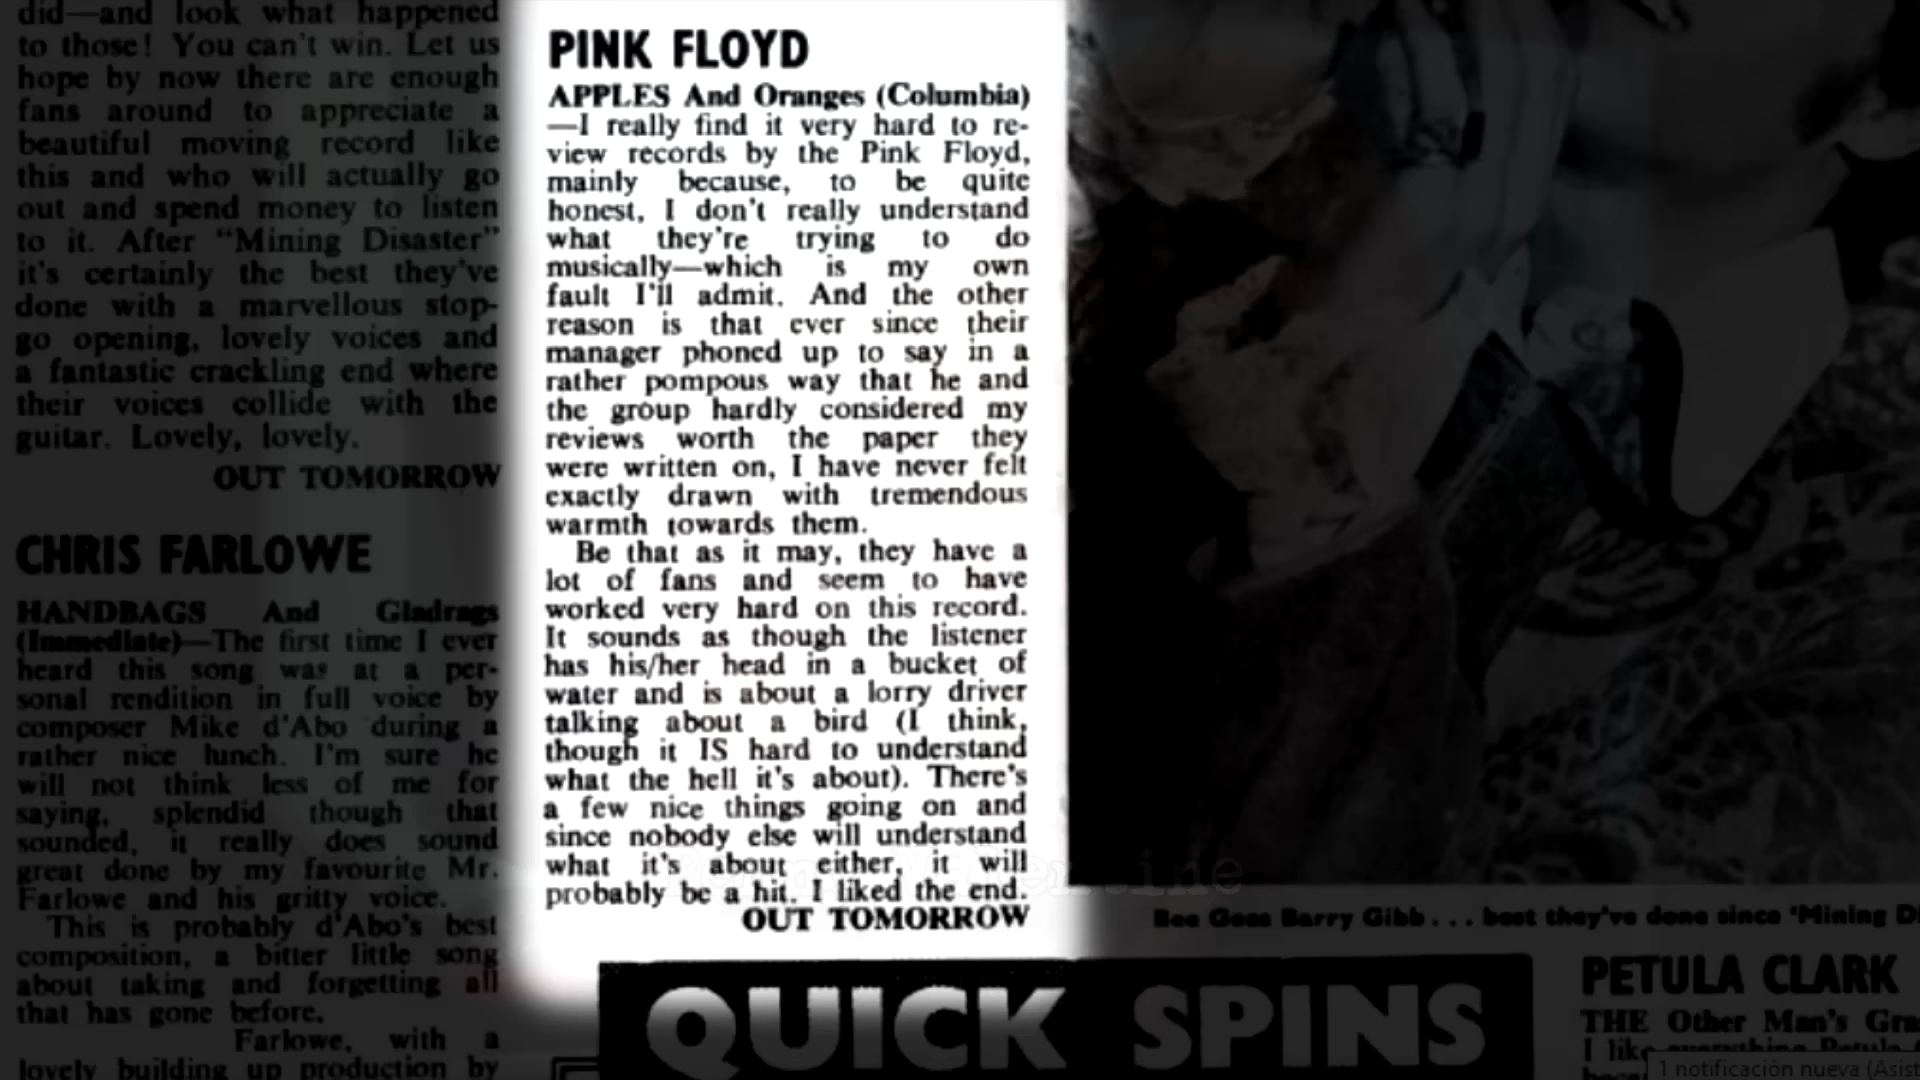 did—and look what happened
to those! You can't win. Let us
hope by now there are enough
fans around to appreciate a
beautiful moving record like
this and who will actually go
out and spend money to listen
to it. After "Mining Disaster"
it's certainly the best they've
done with a marvellous stop-
go opening, lovely voices and
a fantastic crackling end where
their voices collide with the
guitar. Lovely, lovely.
OUT TOMORROW
CHRIS FARLOWE
HANDBAGS And Gladrags
(Immediate)—The first time I ever
heard this song was at a per-
sonal rendition in full voice by
composer Mike d'Abo during a
rather nice lunch. I'm sure he
will not think less of me for
saying, splendid though that
sounded, it really does sound
great done by my favourite Mr.
Farlowe and his gritty voice.
This is probably d'Abo's best
composition, a bitter little song
about taking and forgetting all
that has gone before.
Farlowe, with a
lovely building up production by
PINK FLOYD
APPLES And Oranges (Columbia)
—I really find it very hard to re-
view records by the Pink Floyd,
mainly because, to be quite
honest, I don't really understand
what they're trying to do
musically—which is my own
fault I'll admit. And the other
reason is that ever since their
manager phoned up to say in a
rather pompous way that he and
the group hardly considered my
reviews worth the paper they
were written on, I have never felt
exactly drawn with tremendous
warmth towards them.
Be that as it may, they have a
lot of fans and seem to have
worked very hard on this record.
It sounds as though the listener
has his/her head in a bucket of
water and is about a lorry driver
talking about a bird (I think,
though it IS hard to understand
what the hell it's about). There's
a few nice things going on and
since nobody else will understand
what it's about either, it will
probably be a hit. I liked the end.
OUT TOMORROW
QUICK SPINS
Bee Gees Barry Gibb . . . best they've done since 'Mining
PETULA CLARK
THE Other Man's
I like everything Petula
1 notificación nueva